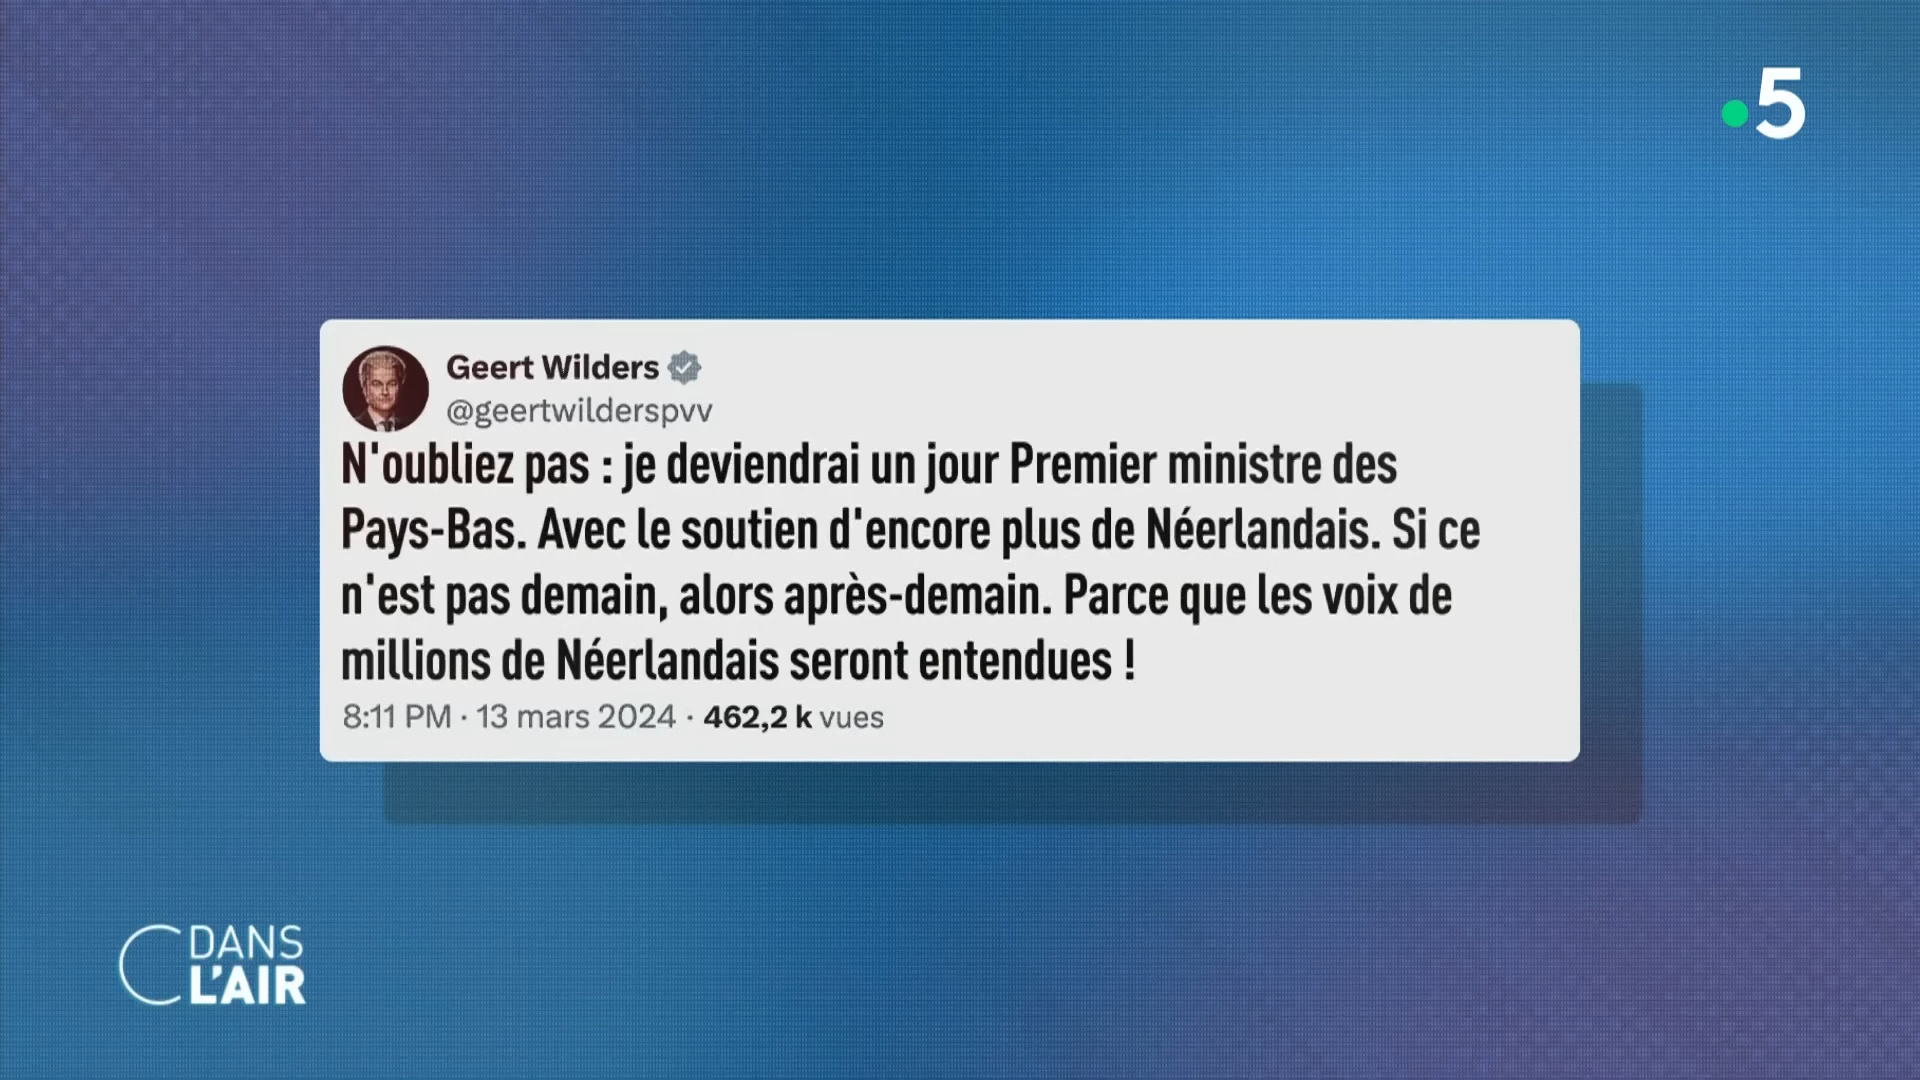 5
Geert Wilders
@geertwilderspvv
N'oubliez pas : je deviendrai un jour Premier ministre des
Pays-Bas. Avec le soutien d'encore plus de Néerlandais. Si ce
n'est pas demain, alors après-demain. Parce que les voix de
millions de Néerlandais seront entendues !
8:11 PM · 13 mars 2024 · 462,2 k vues
C DANS
L'AIR